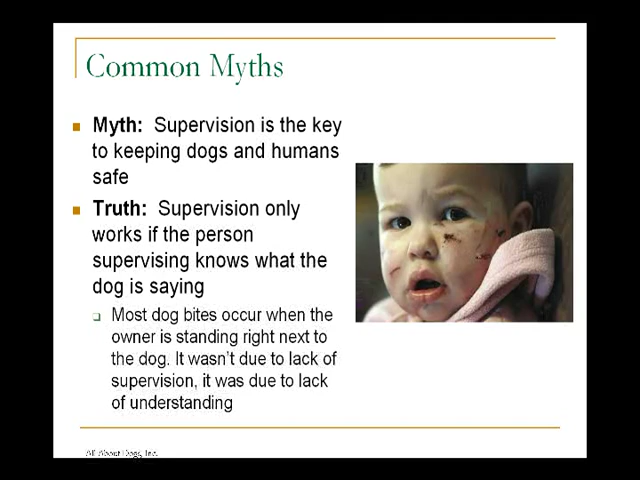 Common Myths
Myth: Supervision is the key
to keeping dogs and humans
safe
Truth: Supervision only
works if the person
supervising knows what the
dog is saying
Most dog bites occur when the
owner is standing right next to
the dog. It wasn't due to lack of
supervision, it was due to lack
of understanding
All About Dogs, Inc.